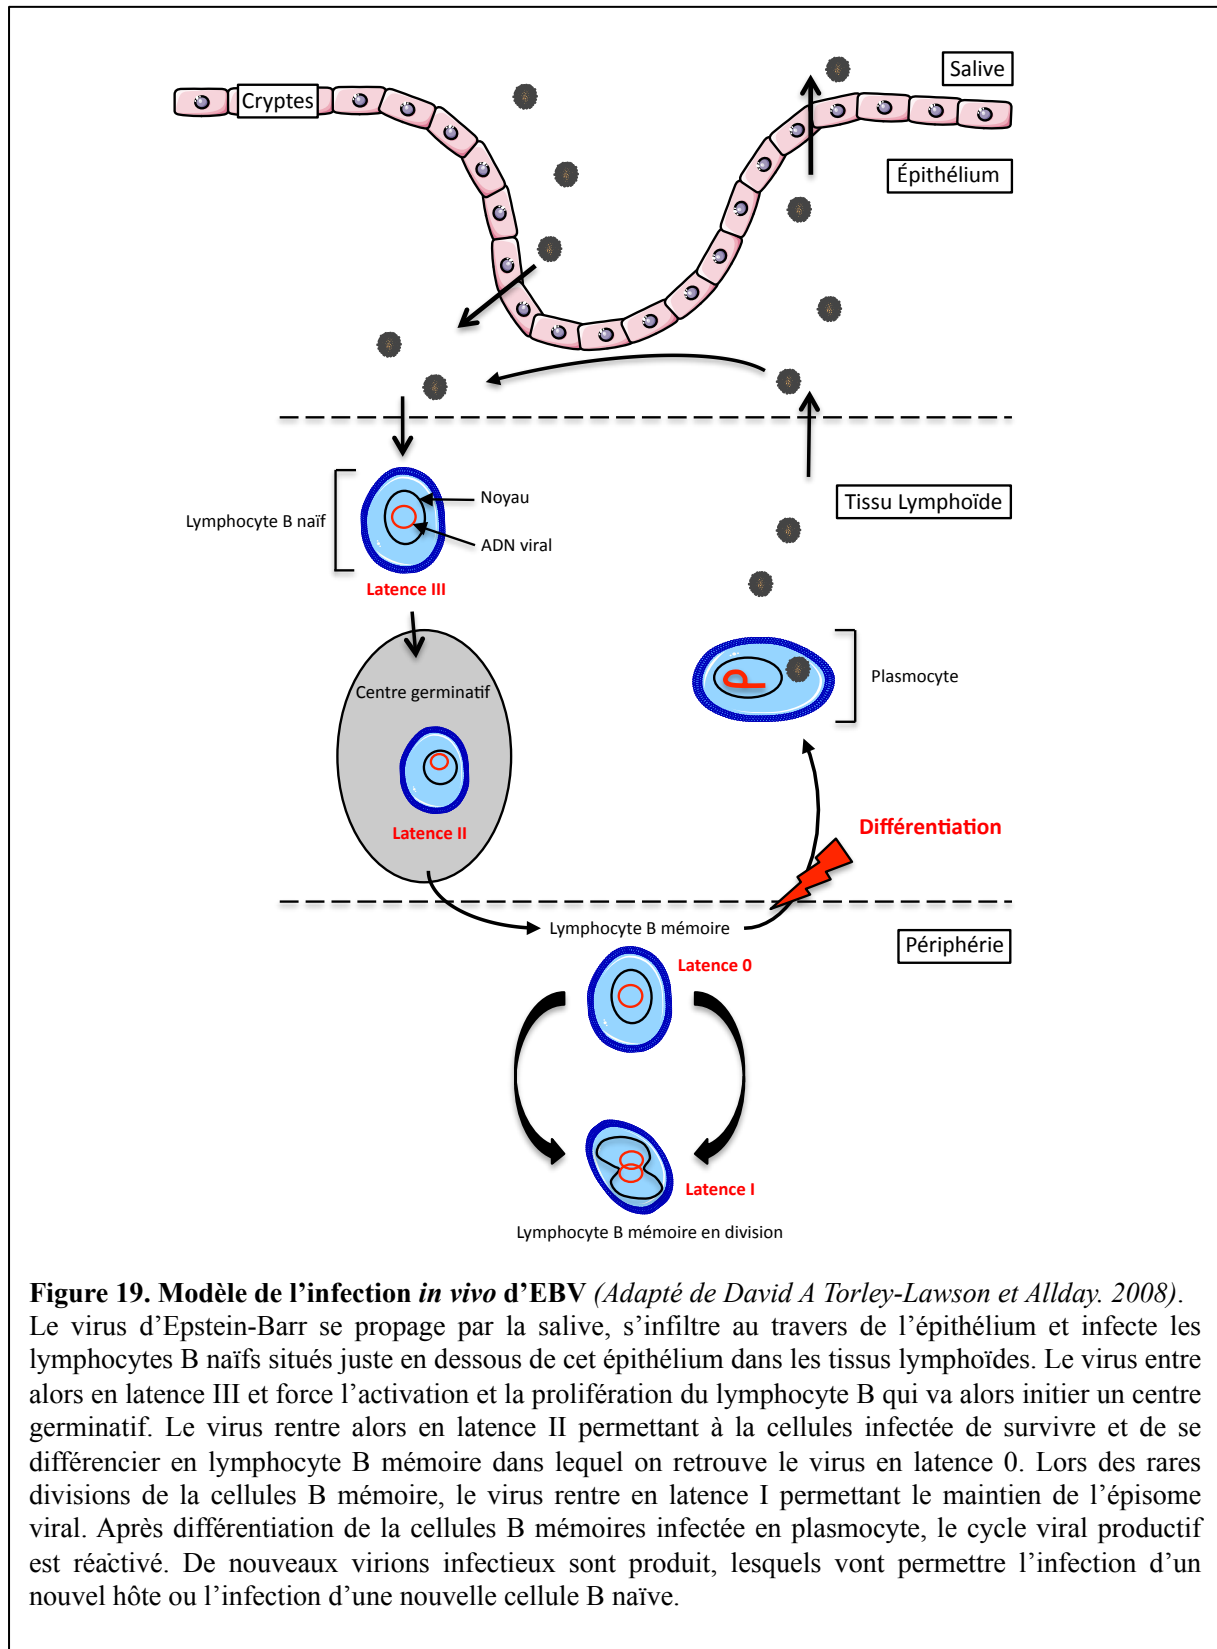 Salive
Cryptes
Épithélium
Tissu Lymphoïde
Noyau
Lymphocyte B naïf
ADN viral
Latence III
Centre germinatif
Plasmocyte
Latence II
Différentiation
Lymphocyte B mémoire
Périphérie
Latence 0
Latence I
Lymphocyte B mémoire en division
Figure 19. Modèle de l’infection in vivo d’EBV (Adapté de David A Torley-Lawson et Allday. 2008).
Le virus d’Epstein-Barr se propage par la salive, s’infiltre au travers de l’épithélium et infecte les
lymphocytes B naïfs situés juste en dessous de cet épithélium dans les tissus lymphoïdes. Le virus entre
alors en latence III et force l’activation et la prolifération du lymphocyte B qui va alors initier un centre
germinatif. Le virus rentre alors en latence II permettant à la cellules infectée de survivre et de se
différencier en lymphocyte B mémoire dans lequel on retrouve le virus en latence 0. Lors des rares
divisions de la cellules B mémoire, le virus rentre en latence I permettant le maintien de l’épisome
viral. Après différentiation de la cellules B mémoires infectée en plasmocyte, le cycle viral productif
est réactivé. De nouveaux virions infectieux sont produit, lesquels vont permettre l’infection d’un
nouvel hôte ou l’infection d’une nouvelle cellule B naïve.